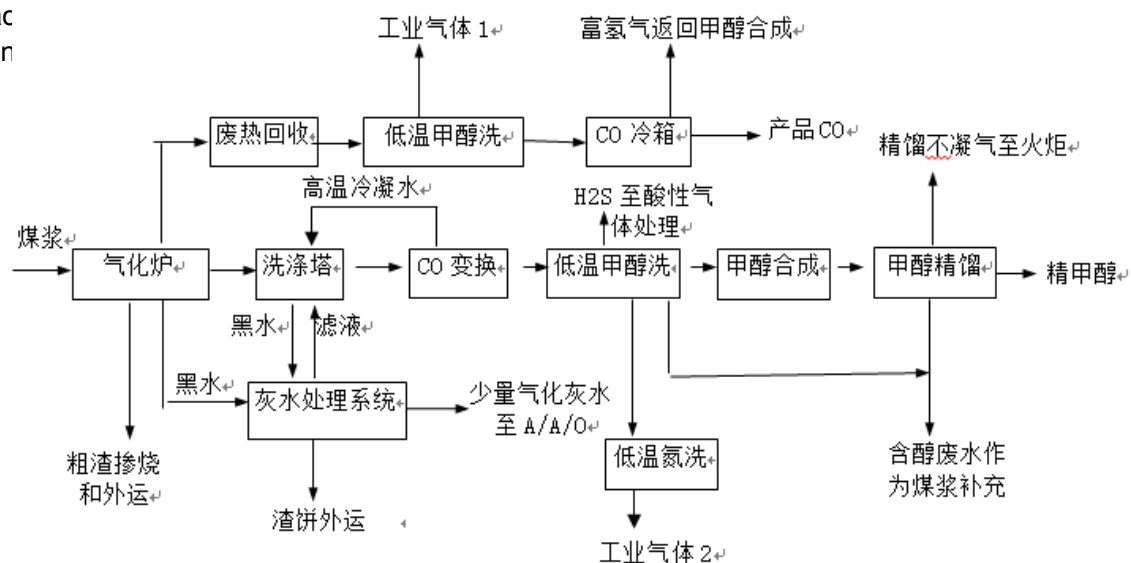 工业气体1
富氢气返回甲醇合成
废热回收
低温甲醇洗
CO 冷箱
产品CO
精馏不凝气至火炬
高温冷凝水
H2S 至酸性气
体处理
煤浆
气化炉
洗涤塔
CO 变换
低温甲醇洗
甲醇合成
甲醇精馏
精甲醇
黑水
滤液
黑水
灰水处理系统
少量气化灰水
至 A/A/O
粗渣掺烧
和外运
低温氮洗
含醇废水作
为煤浆补充
渣饼外运
工业气体2